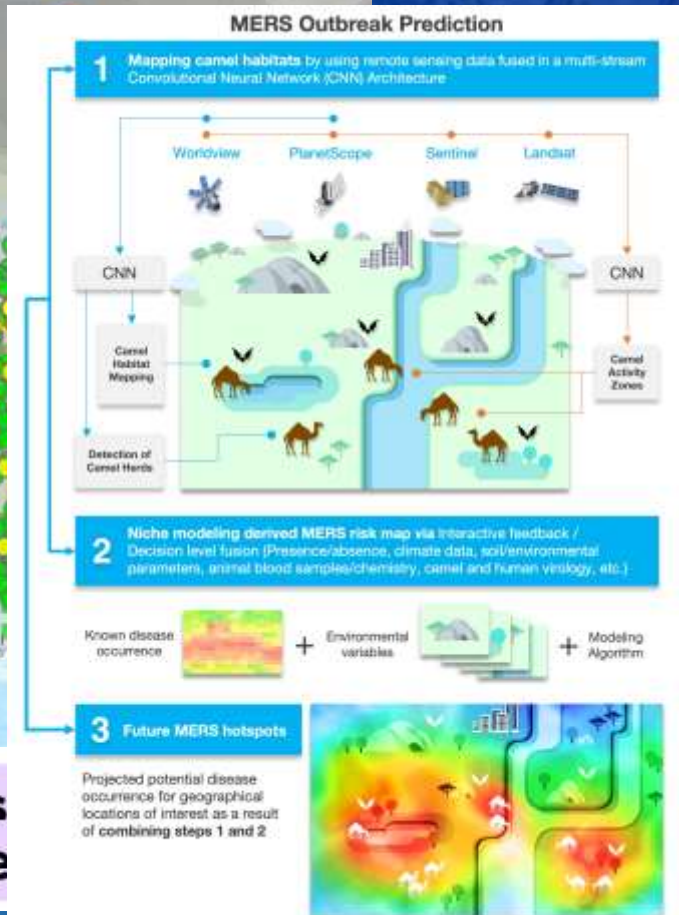 MERS Outbreak Prediction
1 Mapping camel habitats by using remote sensing data fused in a multi-stream
Convolutional Neural Network (CNN) Architecture
Worldview PlanetScope Sentinel Landsat
CNN CNN
Camel
Habitat
Mapping
Camel
Activity
Zones
Detection of
Camel Herds
2 Niche modeling derived MERS risk map via Interactive feedback /
Decision level fusion (Presence/absence, climate data, soil/environmental
parameters, animal blood samples/chemistry, camel and human virology, etc.)
Known disease
occurrence
+
Environmental
variables
+
Modeling
Algorithm
3 Future MERS hotspots
Projected potential disease
occurrence for geographical
locations of interest as a result
of combining steps 1 and 2
s
e